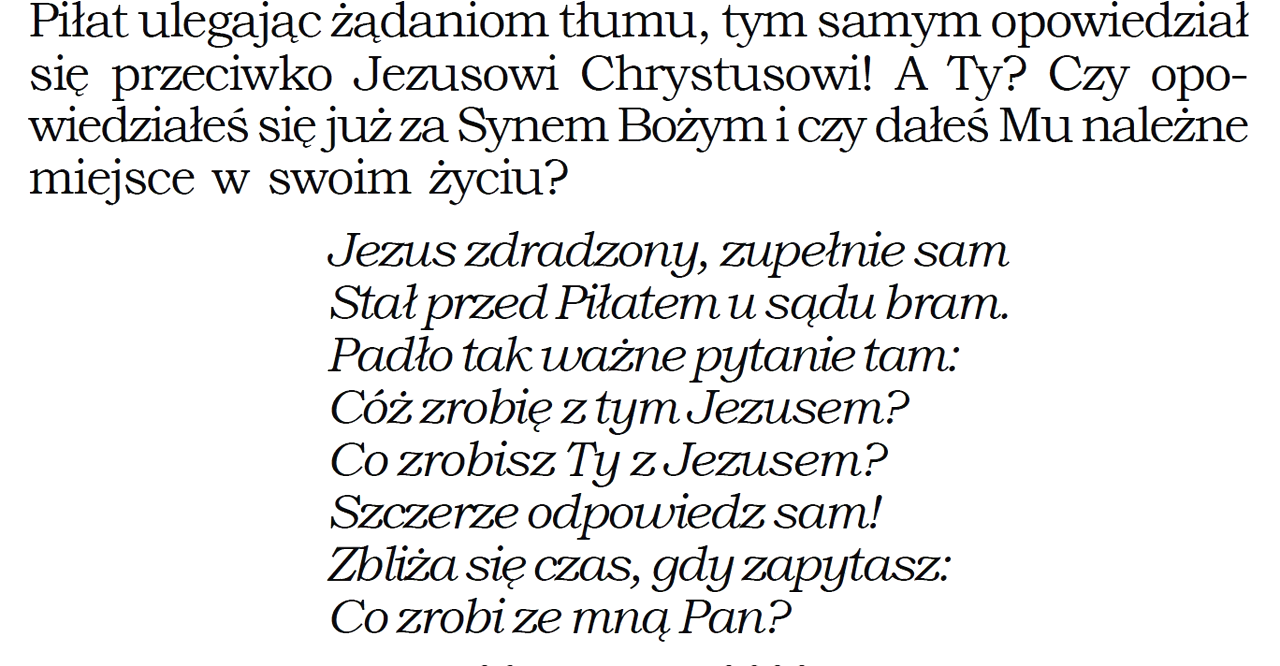 Piłat ulegając żądaniom tłumu, tym samym opowiedział
się przeciwko Jezusowi Chrystusowi! A Ty? Czy opo-
wiedziałeś się już za Synem Bożym i czy dałeś Mu należne
miejsce w swoim życiu?
Jezus zdradzony, zupełnie sam
Stał przed Piłatem u sądu bram.
Padło tak ważne pytanie tam:
Cóż zrobię z tym Jezusem?
Co zrobisz Ty z Jezusem?
Szczerze odpowiedz sam!
Zbliża się czas, gdy zapytasz:
Co zrobi ze mną Pan?